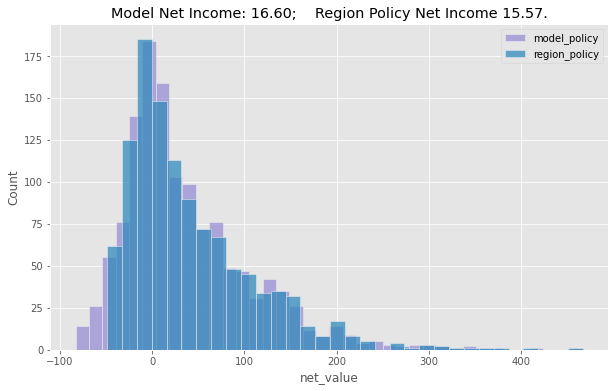 Model Net Income: 16.60;    Region Policy Net Income 15.57.
model_policy
region_policy
175
150
125
100
75
50
25
0
Count
−100
0
100
200
300
400
net_value